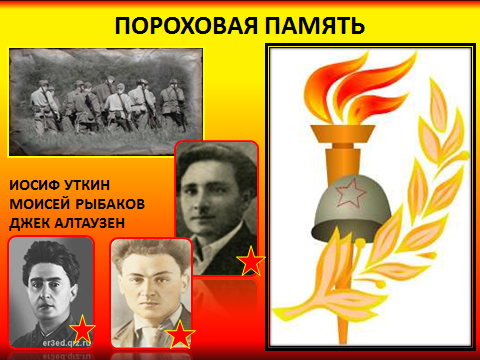 ПОРОХОВАЯ ПАМЯТЬ
ИОСИФ УТКИН
МОИСЕЙ РЫБАКОВ
ДЖЕК АЛТАУЗЕН
er3ed.qrz.ru